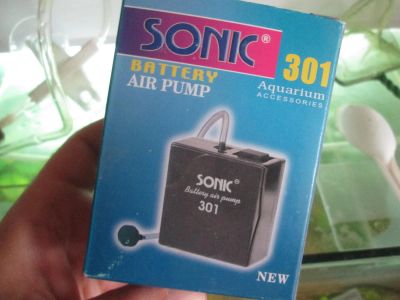 SONIC®
BATTERY
AIR PUMP
301
Aquarium
ACCESSORIES
SONIC
Battery air pump
301
NEW